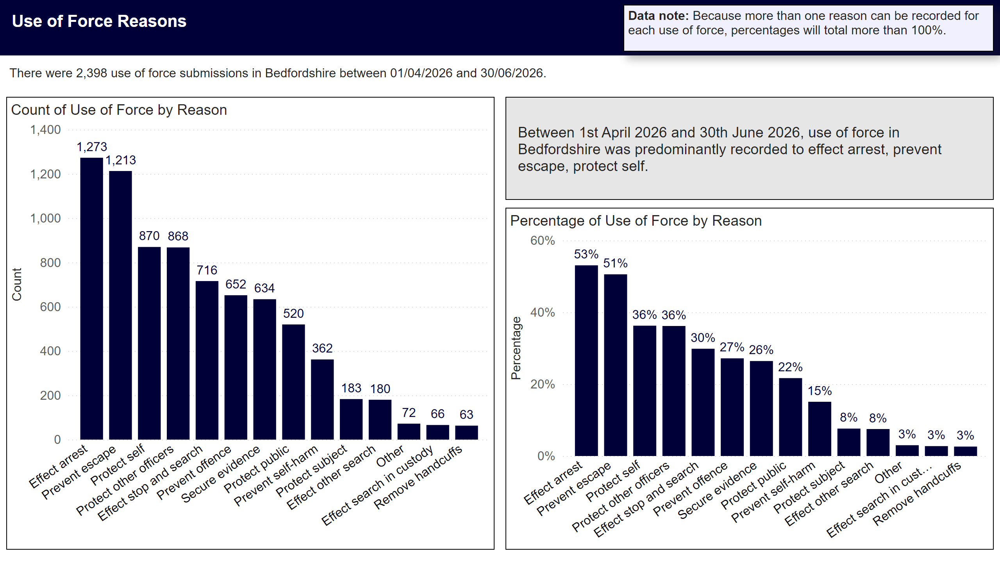 Use of Force Reasons
Data note: Because more than one reason can be recorded for
each use of force, percentages will total more than 100%.
There were 2,398 use of force submissions in Bedfordshire between 01/04/2026 and 30/06/2026.
Count of Use of Force by Reason
Count
1,400
1,200
1,000
800
600
400
200
0
1,273
1,213
870
868
716
652
634
520
362
183
180
72
66
63
Effect arrest
Prevent escape
Protect self
Protect other officers
Effect stop and search
Prevent offence
Secure evidence
Protect public
Prevent self-harm
Protect subject
Effect other search
Other
Effect search in custody
Remove handcuffs
Between 1st April 2026 and 30th June 2026, use of force in
Bedfordshire was predominantly recorded to effect arrest, prevent
escape, protect self.
Percentage of Use of Force by Reason
Percentage
60%
40%
20%
0%
53%
51%
36%
36%
30%
27%
26%
22%
15%
8%
8%
3%
3%
3%
Effect arrest
Prevent escape
Protect self
Protect other officers
Effect stop and search
Prevent offence
Secure evidence
Protect public
Prevent self-harm
Protect subject
Effect other search
Other
Effect search in cust...
Remove handcuffs